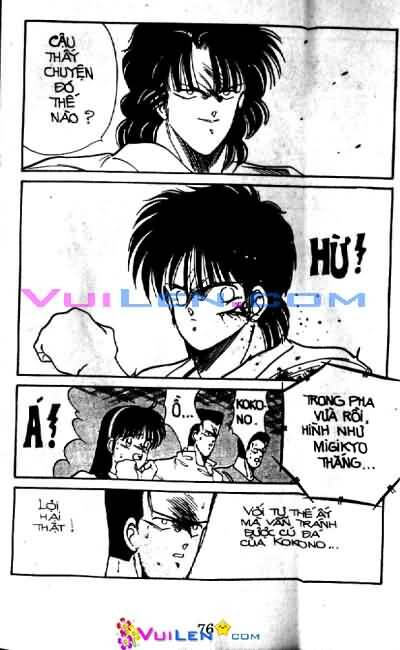 CẬU
THẤY
CHUYỆN
ĐÓ
THẾ
NÀO?
HỪ!
VUILEN.COM
TRONG PHA
VỪA RỒI,
HÌNH NHƯ
MIGIKYO
THẮNG...
KOKO-
NO.
Ồ...
Á!
VỚI TƯ THẾ ẤY
MÀ VẪN TRÁNH
ĐƯỢC CÚ ĐÁ
CỦA KOKONO...
LỢI
HẠI
THẬT!
76
VUILEN.COM